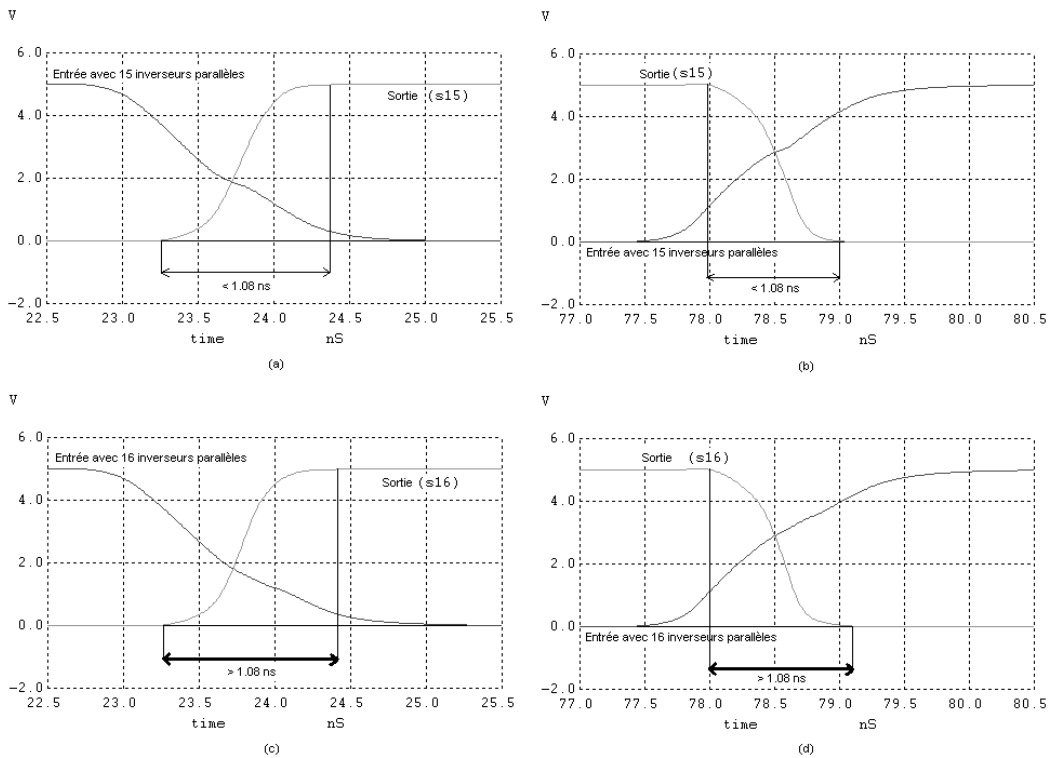 V
6.0
Entrée avec 15 inverseurs parallèles
Sortie (s15)
4.0
2.0
0.0
< 1.08 ns
−2.0
22.5 23.0 23.5 24.0 24.5 25.0 25.5
time nS
(a)
V
6.0
Sortie (s15)
4.0
2.0
0.0
Entrée avec 15 inverseurs parallèles
< 1.08 ns
−2.0
77.0 77.5 78.0 78.5 79.0 79.5 80.0 80.5
time nS
(b)
V
6.0
Entrée avec 16 inverseurs parallèles
Sortie (s16)
4.0
2.0
0.0
> 1.08 ns
−2.0
22.5 23.0 23.5 24.0 24.5 25.0 25.5
time nS
(c)
V
6.0
Sortie (s16)
4.0
2.0
0.0
Entrée avec 16 inverseurs parallèles
> 1.08 ns
−2.0
77.0 77.5 78.0 78.5 79.0 79.5 80.0 80.5
time nS
(d)